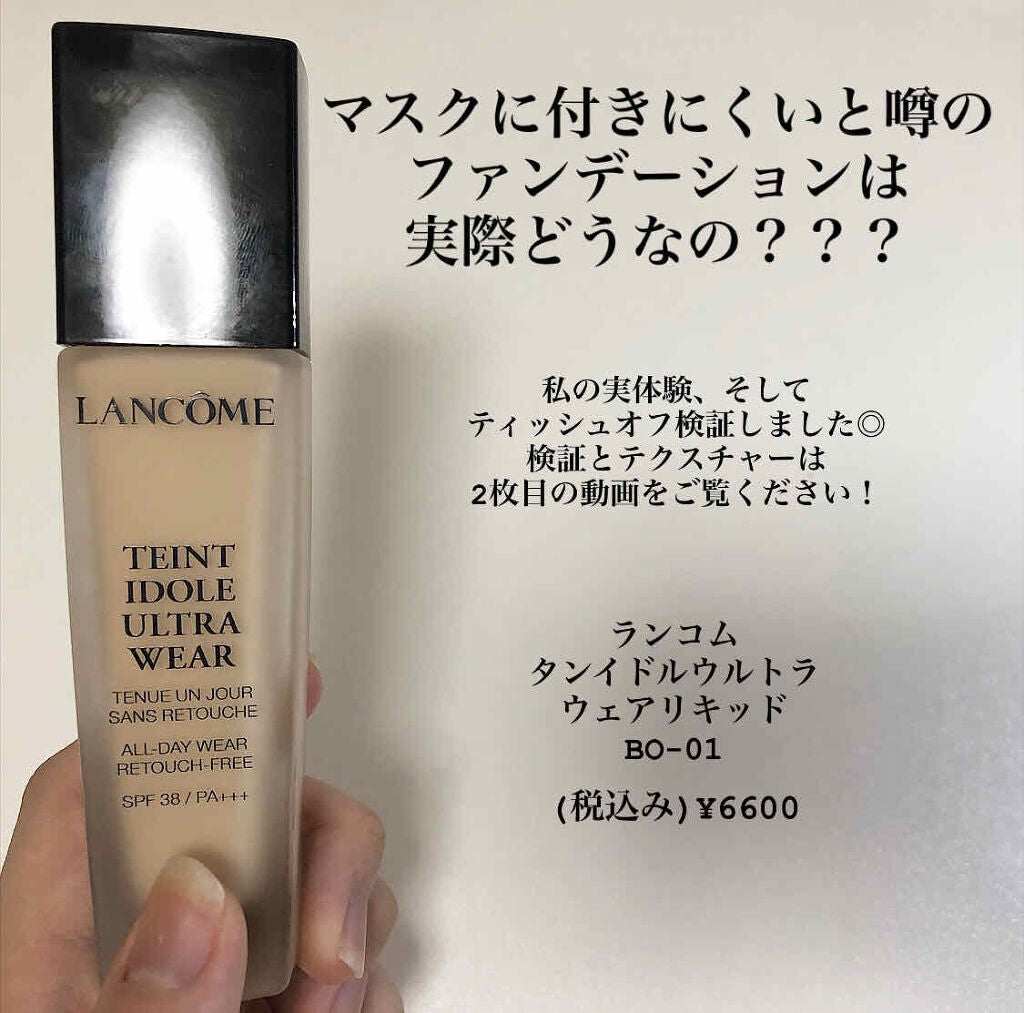 マスクに付きにくいと噂の
ファンデーションは
実際どうなの？？？
私の実体験、そして
ティッシュオフ検証しました◎
検証とテクスチャーは
2枚目の動画をご覧ください！
ランコム
タンイドルウルトラ
ウェアリキッド
BO-01
(税込み)¥6600
LANCÔME
TEINT
IDOLE
ULTRA
WEAR
TENUE UN JOUR
SANS RETOUCHE
ALL-DAY WEAR
RETOUCH-FREE
SPF 38 / PA+++